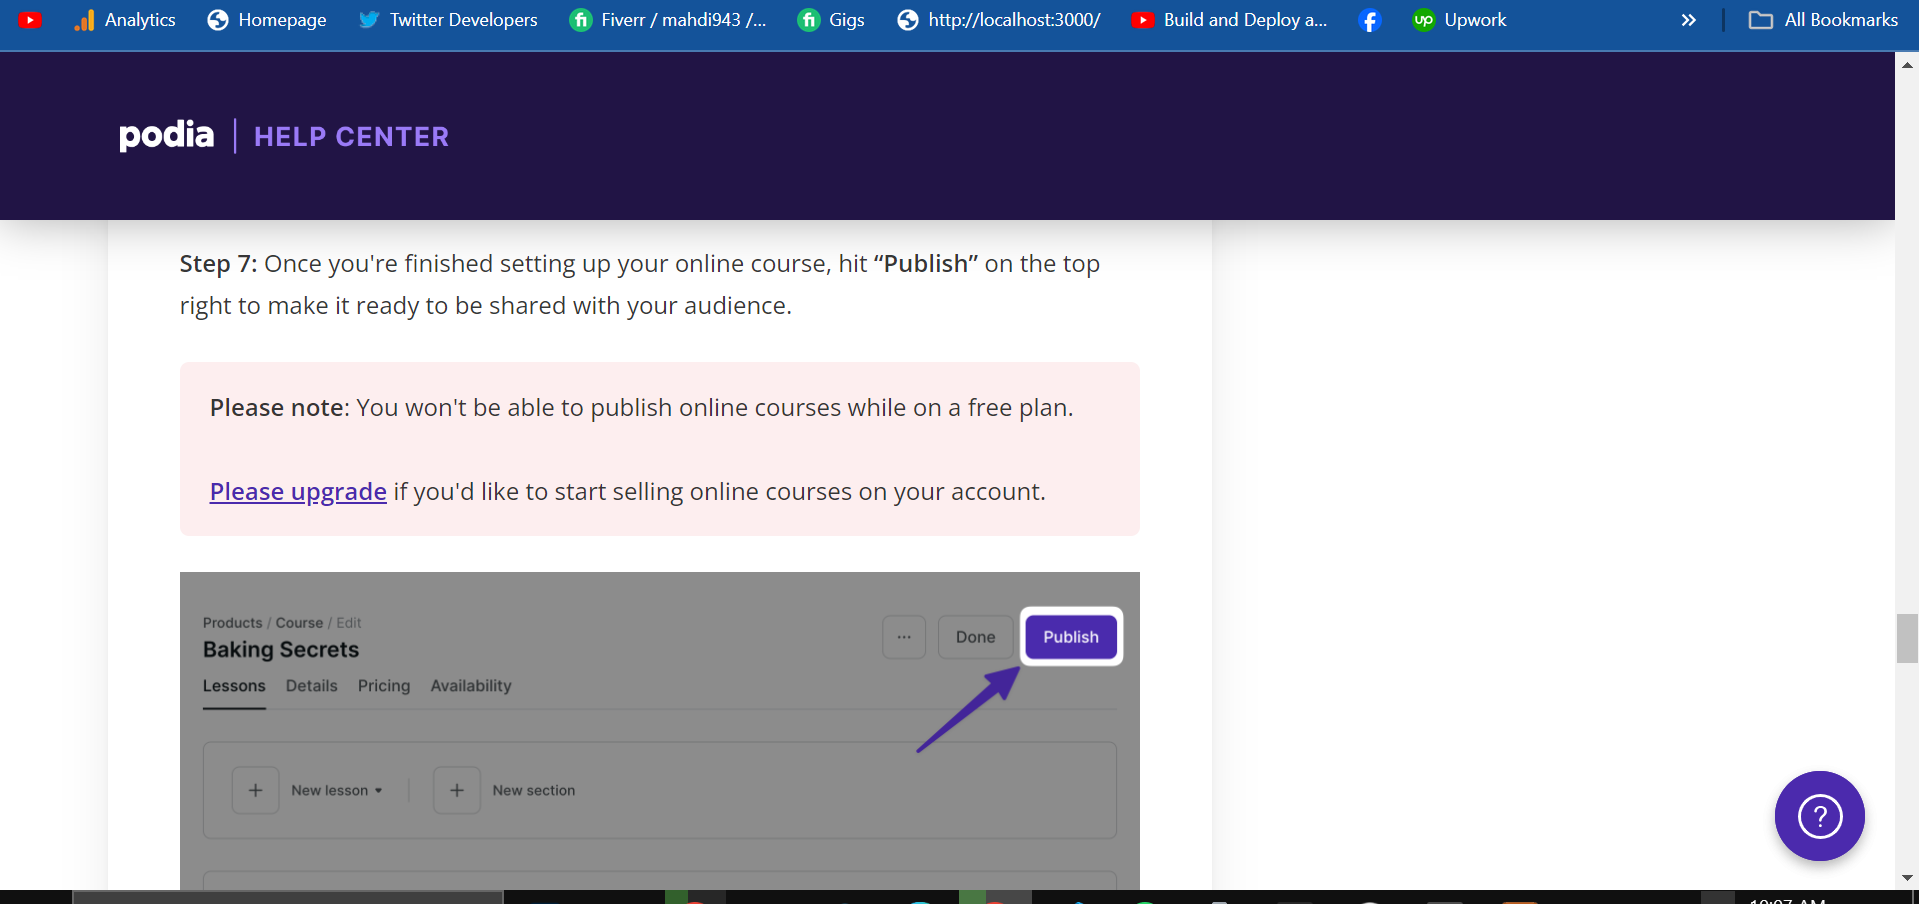 Analytics
Homepage
Twitter Developers
Fiverr / mahdi943 /...
Gigs
http://localhost:3000/
Build and Deploy a...
Upwork
All Bookmarks
podia | HELP CENTER
Step 7: Once you're finished setting up your online course, hit “Publish” on the top
right to make it ready to be shared with your audience.
Please note: You won't be able to publish online courses while on a free plan.
Please upgrade if you'd like to start selling online courses on your account.
Products / Course / Edit
Baking Secrets
... Done Publish
Lessons Details Pricing Availability
+ New lesson + New section
?